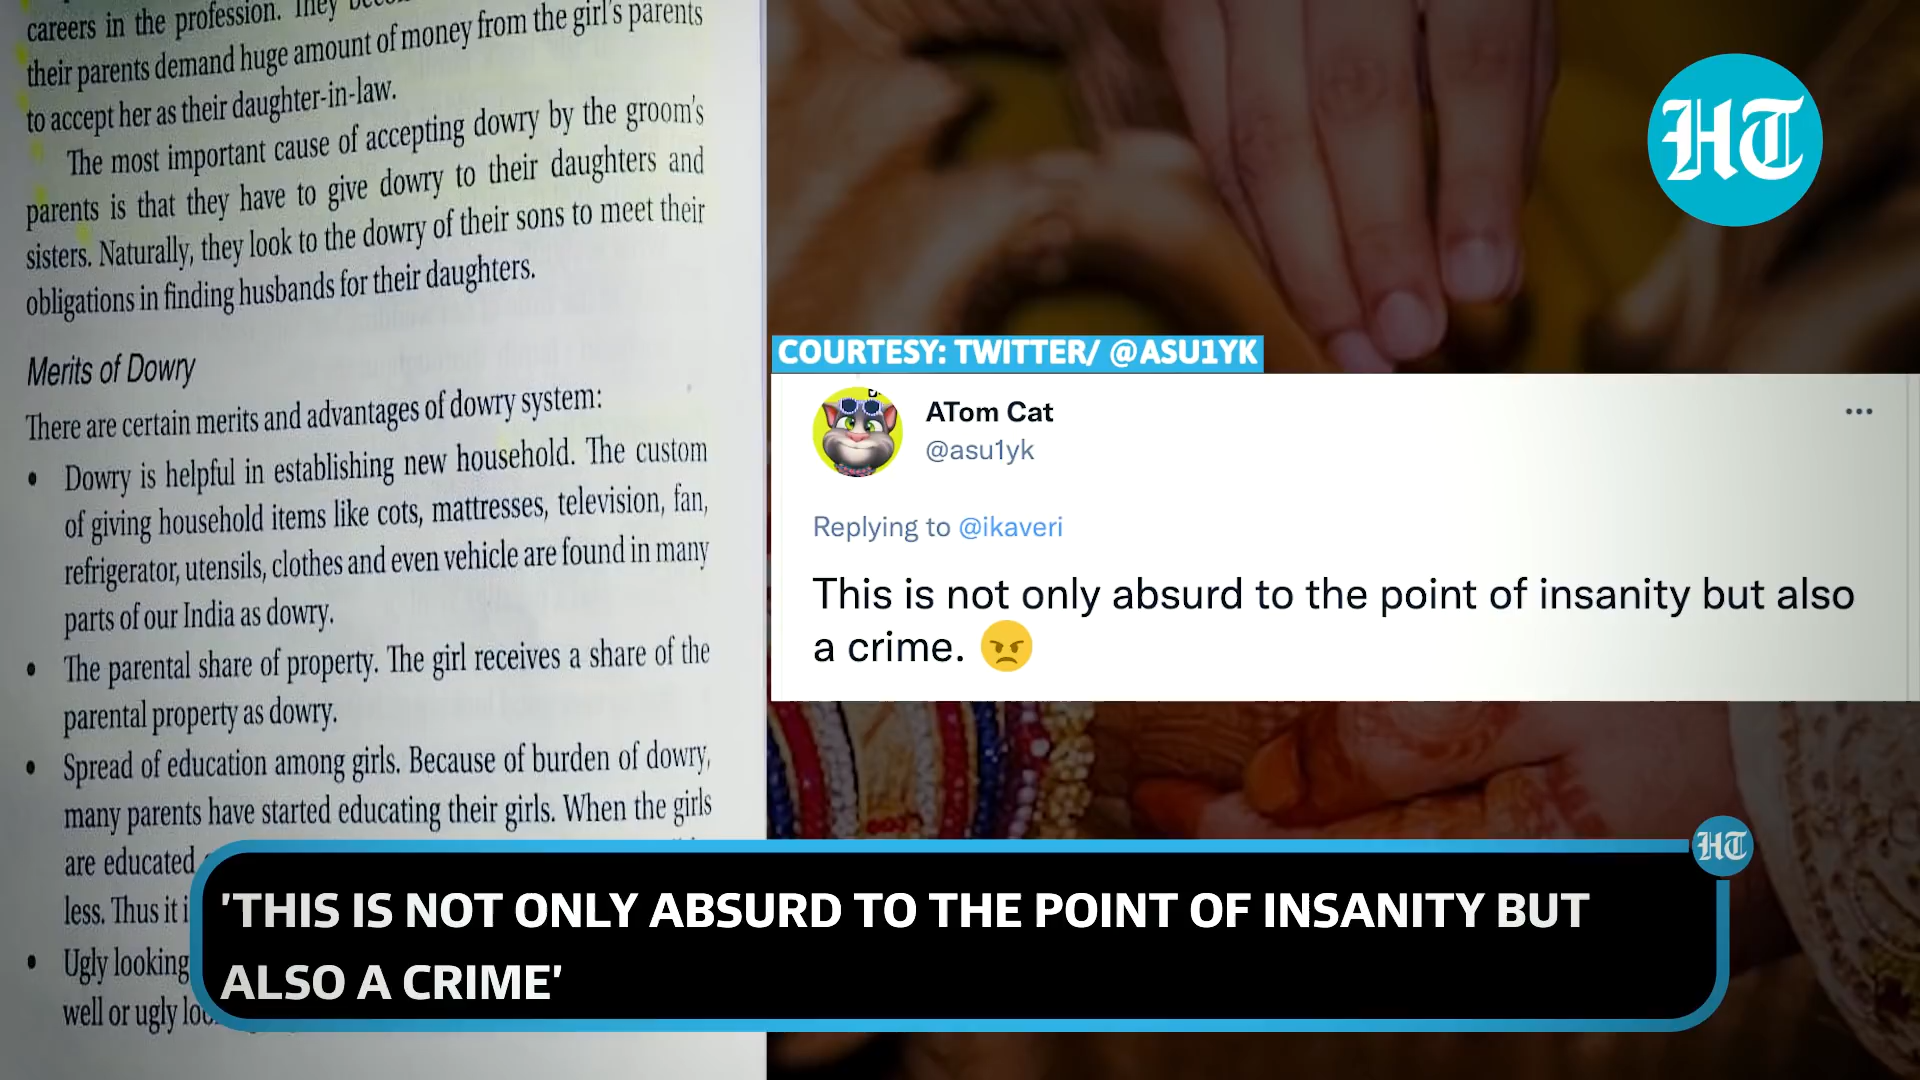 careers in the profession. They
their parents demand huge amount of money from the girl's parents
to accept her as their daughter-in-law.
The most important cause of accepting dowry by the groom's
parents is that they have to give dowry to their daughters and
sisters. Naturally, they look to the dowry of their sons to meet their
obligations in finding husbands for their daughters.
Merits of Dowry
There are certain merits and advantages of dowry system:
• Dowry is helpful in establishing new household. The custom
of giving household items like cots, mattresses, television, fan,
refrigerator, utensils, clothes and even vehicle are found in many
parts of our India as dowry.
• The parental share of property. The girl receives a share of the
parental property as dowry.
• Spread of education among girls. Because of burden of dowry,
many parents have started educating their girls. When the girls
are educated
less. Thus it
• Ugly looking
well or ugly
HT
COURTESY: TWITTER/ @ASU1YK
ATom Cat
@asu1yk
Replying to @ikaveri
This is not only absurd to the point of insanity but also
a crime. 😠
HT
'THIS IS NOT ONLY ABSURD TO THE POINT OF INSANITY BUT
ALSO A CRIME'